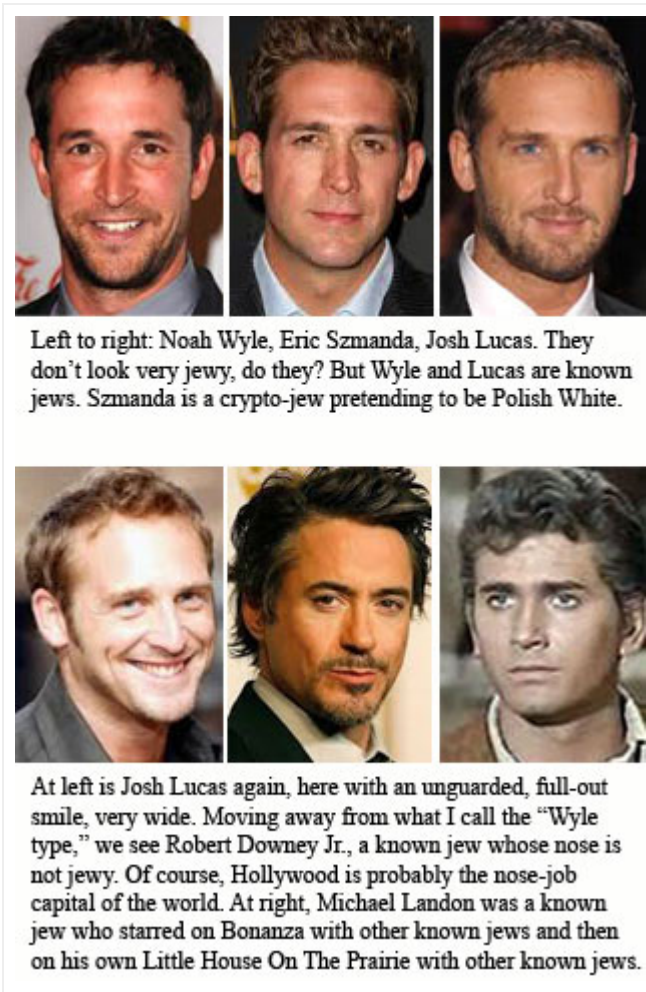 Left to right: Noah Wyle, Eric Szmanda, Josh Lucas. They
don’t look very jewy, do they? But Wyle and Lucas are known
jews. Szmanda is a crypto-jew pretending to be Polish White.
At left is Josh Lucas again, here with an unguarded, full-out
smile, very wide. Moving away from what I call the “Wyle
type,” we see Robert Downey Jr., a known jew whose nose is
not jewy. Of course, Hollywood is probably the nose-job
capital of the world. At right, Michael Landon was a known
jew who starred on Bonanza with other known jews and then
on his own Little House On The Prairie with other known jews.